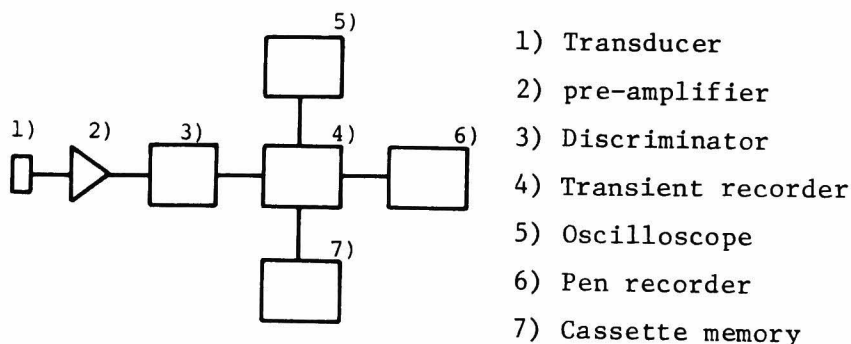 5)
1)
2)
3)
4)
6)
7)
1) Transducer
2) pre-amplifier
3) Discriminator
4) Transient recorder
5) Oscilloscope
6) Pen recorder
7) Cassette memory